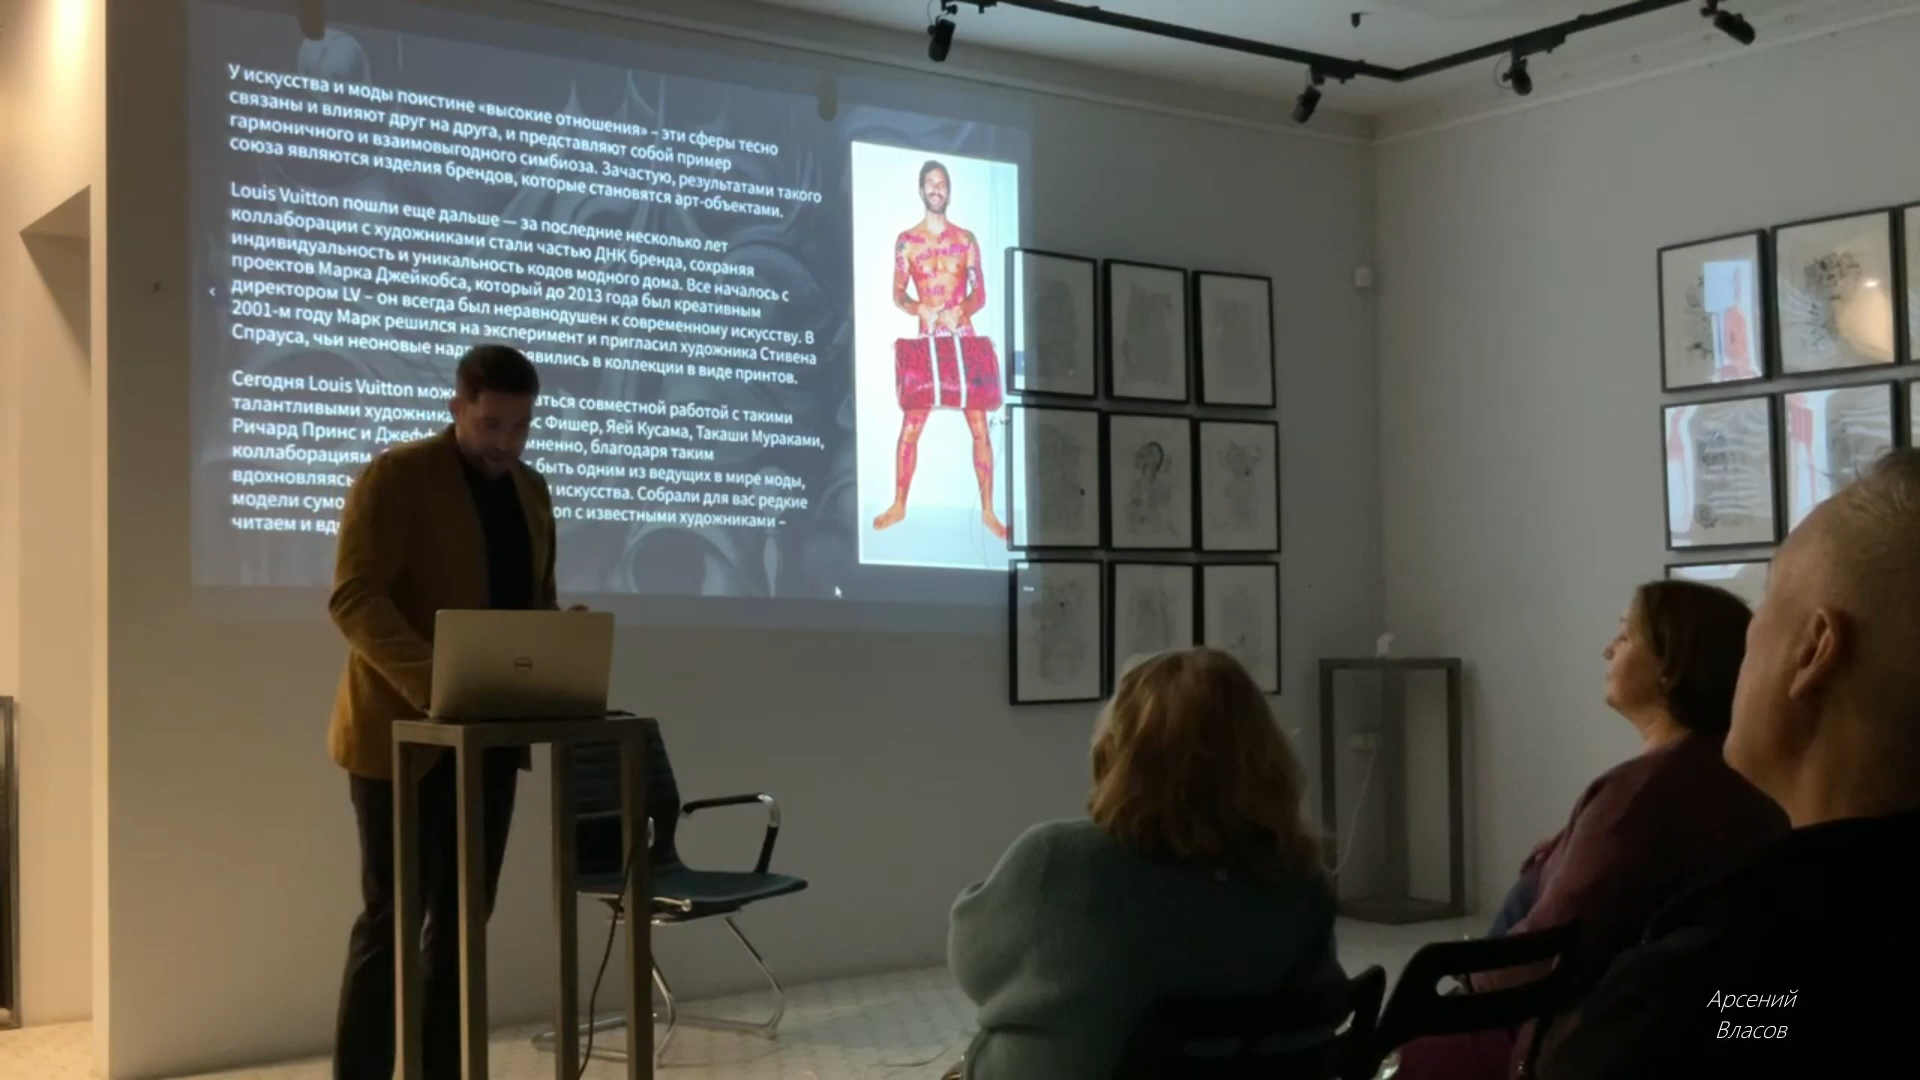 У искусства и моды поистине «высокие отношения» – эти сферы тесно
связаны и влияют друг на друга, и представляют собой пример
гармоничного и взаимовыгодного симбиоза. Зачастую, результатами такого
союза являются изделия брендов, которые становятся арт-объектами.
Louis Vuitton пошли еще дальше — за последние несколько лет
коллаборации с художниками стали частью ДНК бренда, сохраняя
индивидуальность и уникальность кодов модного дома. Все началось с
проектов Марка Джейкобса, который до 2013 года был креативным
директором LV – он всегда был неравнодушен к современному искусству. В
2001-м году Марк решился на эксперимент и пригласил художника Стивена
Спрауса, чьи неоновые в коллекции в виде принтов.
Сегодня Louis Vuitton совместной работой с такими
талантливыми Фишер, Яей Кусама, Такаши Мураками,
Ричард Принс и благодаря таким
коллаборациям быть одним из ведущих в мире моды,
искусства. Собрали для вас редкие
модели с известными художниками –
читаем и
DELL
Арсений
Власов